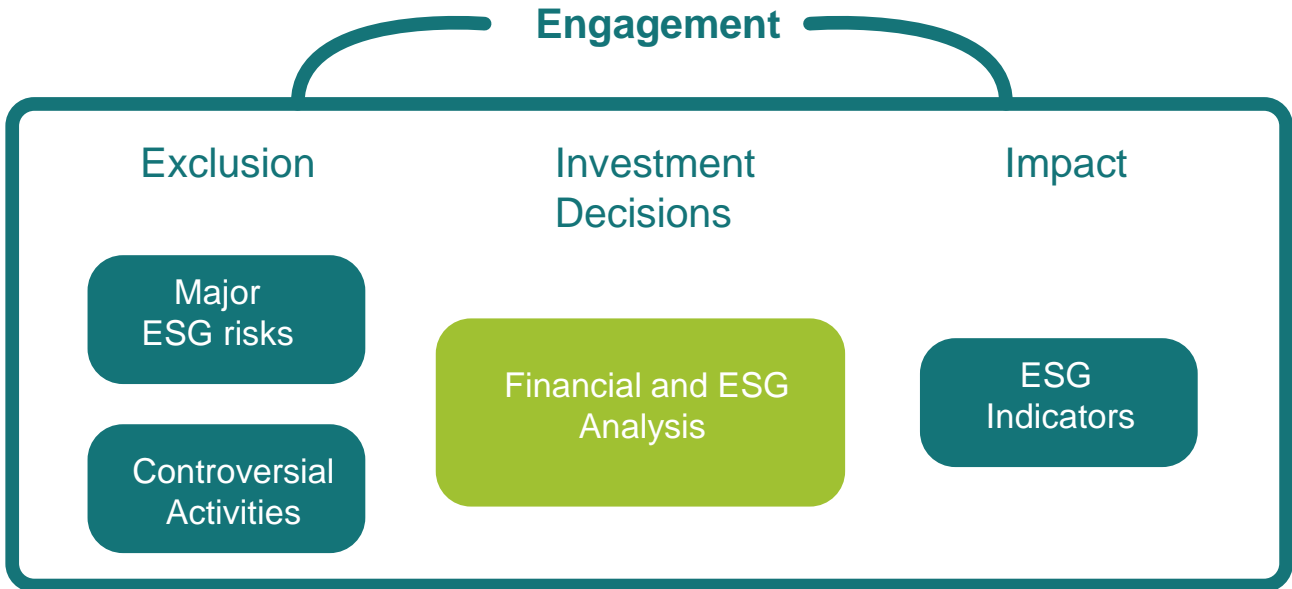 Engagement
Exclusion
Major
ESG risks
Controversial
Activities
Investment
Decisions
Financial and ESG
Analysis
Impact
ESG
Indicators